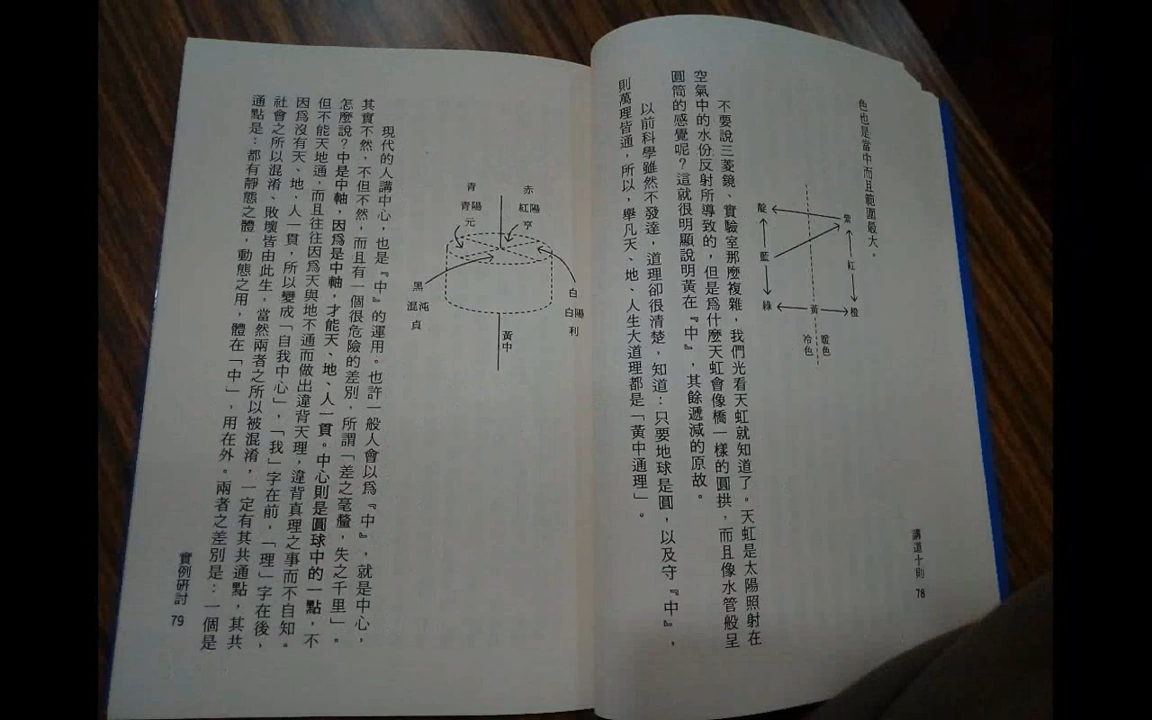 色也是當中而且範圍最大。
靛
紫
藍
紅
綠
黃
橙
冷色
暖色
不要說三菱鏡、實驗室那麼複雜，我們光看天虹就知道了。天虹是太陽照射在
空氣中的水份反射所導致的，但是爲什麼天虹會像橋一樣的圓拱，而且像水管般呈
圓筒的感覺呢？這就很明顯說明黃在『中』，其餘遞減的原故。
以前科學雖然不發達，道理卻很清楚，知道：只要地球是圓，以及守『中』，
則萬理皆通，所以，舉凡天、地、人生大道理都是「黃中通理」。
講道十則 78
赤
紅陽
亨
青
青陽
元
白
白陽
利
黑
混沌
貞
黃中
現代的人講中心，也是『中』的運用。也許一般人會以爲『中』，就是中心，
其實不然，不但不然，而且有一個很危險的差別，所謂「差之毫釐，失之千里」。
怎麼說？中是中軸，因爲是中軸，才能天、地、人一貫。中心則是圓球中的一點，不
但不能天地通，而且往往因爲天與地不通而做出違背天理，違背真理之事而不自知。
因爲沒有天、地、人一貫，所以變成「自我中心」，「我」字在前，「理」字在後，
社會之所以混淆、敗壞皆由此生，當然兩者之所以被混淆，一定有其共通點，其共
通點是：都有靜態之體，動態之用，體在「中」，用在外。兩者之差別是：一個是
實例研討 79